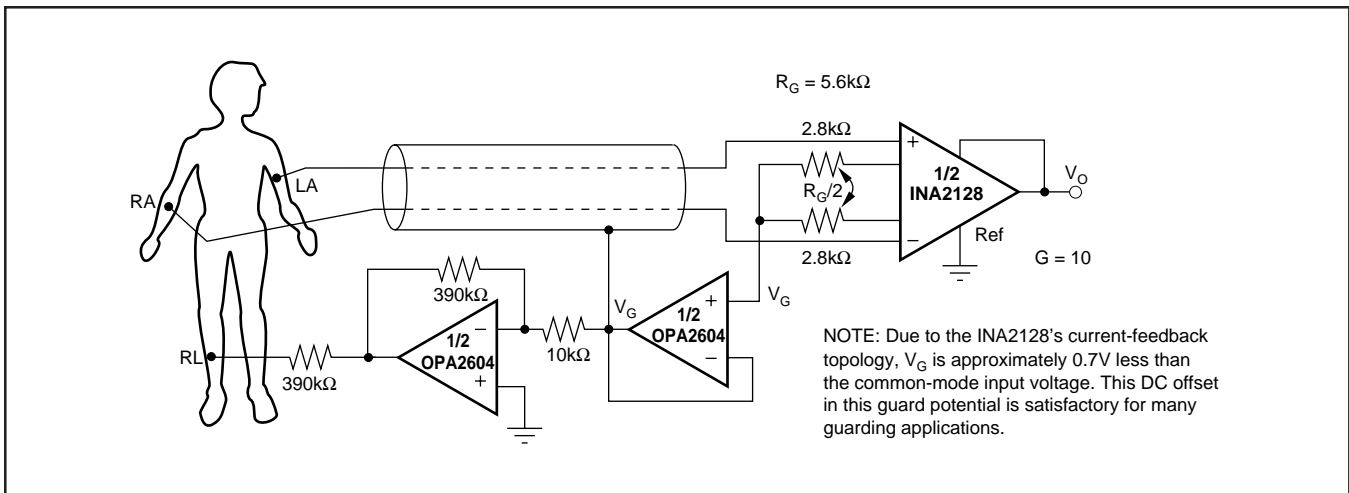 R_G = 5.6kΩ
2.8kΩ
+
1/2
INA2128
V_O
LA
R_G/2
RA
Ref
−
2.8kΩ
G = 10
390kΩ
V_G
+
V_G
1/2
OPA2604
−
1/2
OPA2604
−
+
10kΩ
RL
390kΩ
NOTE: Due to the INA2128's current-feedback
topology, V_G is approximately 0.7V less than
the common-mode input voltage. This DC offset
in this guard potential is satisfactory for many
guarding applications.